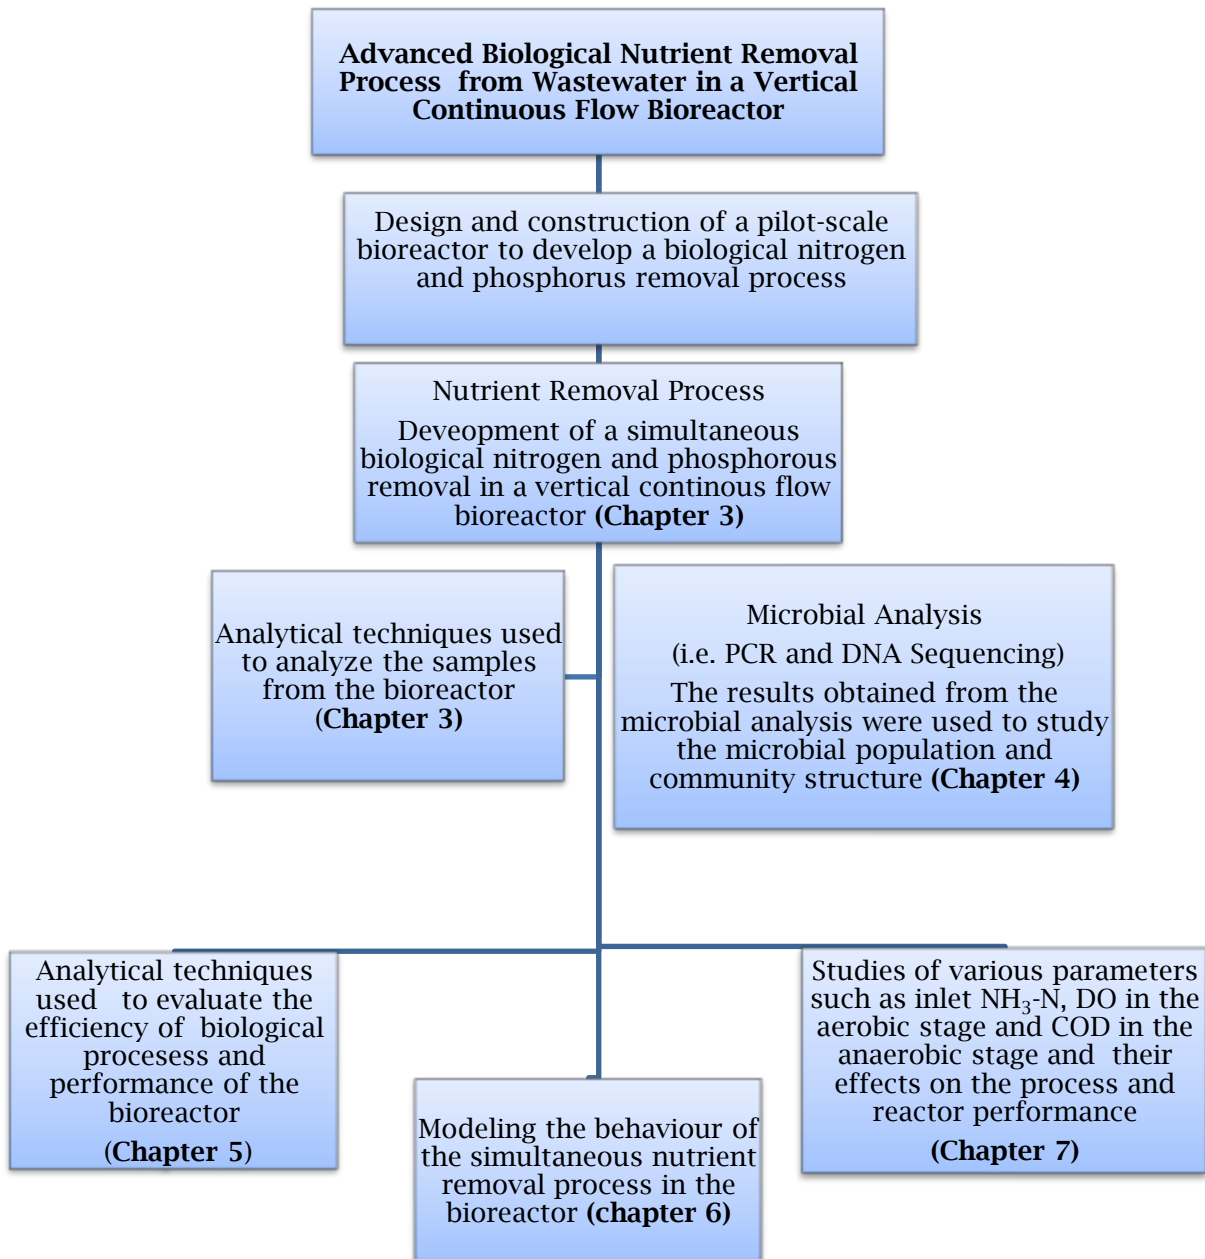 Advanced Biological Nutrient Removal
Process from Wastewater in a Vertical
Continuous Flow Bioreactor
Design and construction of a pilot-scale
bioreactor to develop a biological nitrogen
and phosphorus removal process
Nutrient Removal Process
Deveopment of a simultaneous
biological nitrogen and phosphorous
removal in a vertical continous flow
bioreactor (Chapter 3)
Analytical techniques used
to analyze the samples
from the bioreactor
(Chapter 3)
Microbial Analysis
(i.e. PCR and DNA Sequencing)
The results obtained from the
microbial analysis were used to study
the microbial population and
community structure (Chapter 4)
Analytical techniques
used to evaluate the
efficiency of biological
procesess and
performance of the
bioreactor
(Chapter 5)
Modeling the behaviour of
the simultaneous nutrient
removal process in the
bioreactor (chapter 6)
Studies of various parameters
such as inlet NH₃-N, DO in the
aerobic stage and COD in the
anaerobic stage and their
effects on the process and
reactor performance
(Chapter 7)